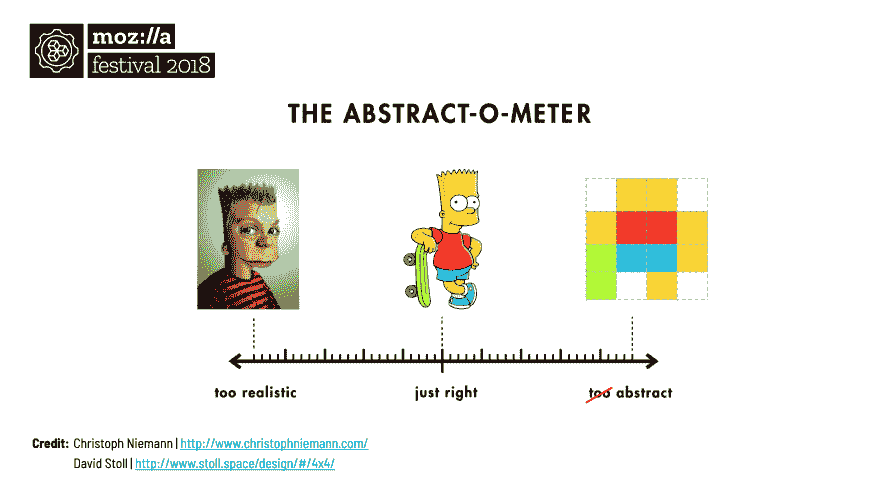 moz://a
festival 2018
THE ABSTRACT-O-METER
too realistic
just right
too abstract
Credit: Christoph Niemann | http://www.christophniemann.com/
David Stoll | http://www.stoll.space/design/#/4x4/